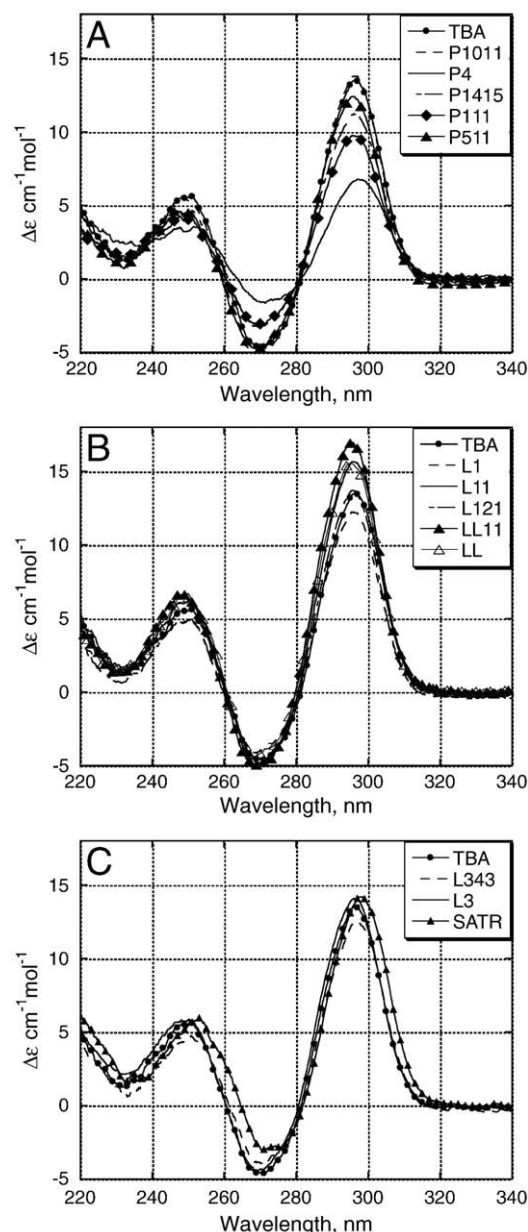 A
TBA
P1011
P4
P1415
P111
P511
15
10
5
0
-5
Δε cm⁻¹mol⁻¹
220 240 260 280 300 320 340
Wavelength, nm
B
TBA
L1
L11
L121
LL11
LL
15
10
5
0
-5
Δε cm⁻¹mol⁻¹
220 240 260 280 300 320 340
Wavelength, nm
C
TBA
L343
L3
SATR
15
10
5
0
-5
Δε cm⁻¹mol⁻¹
220 240 260 280 300 320 340
Wavelength, nm